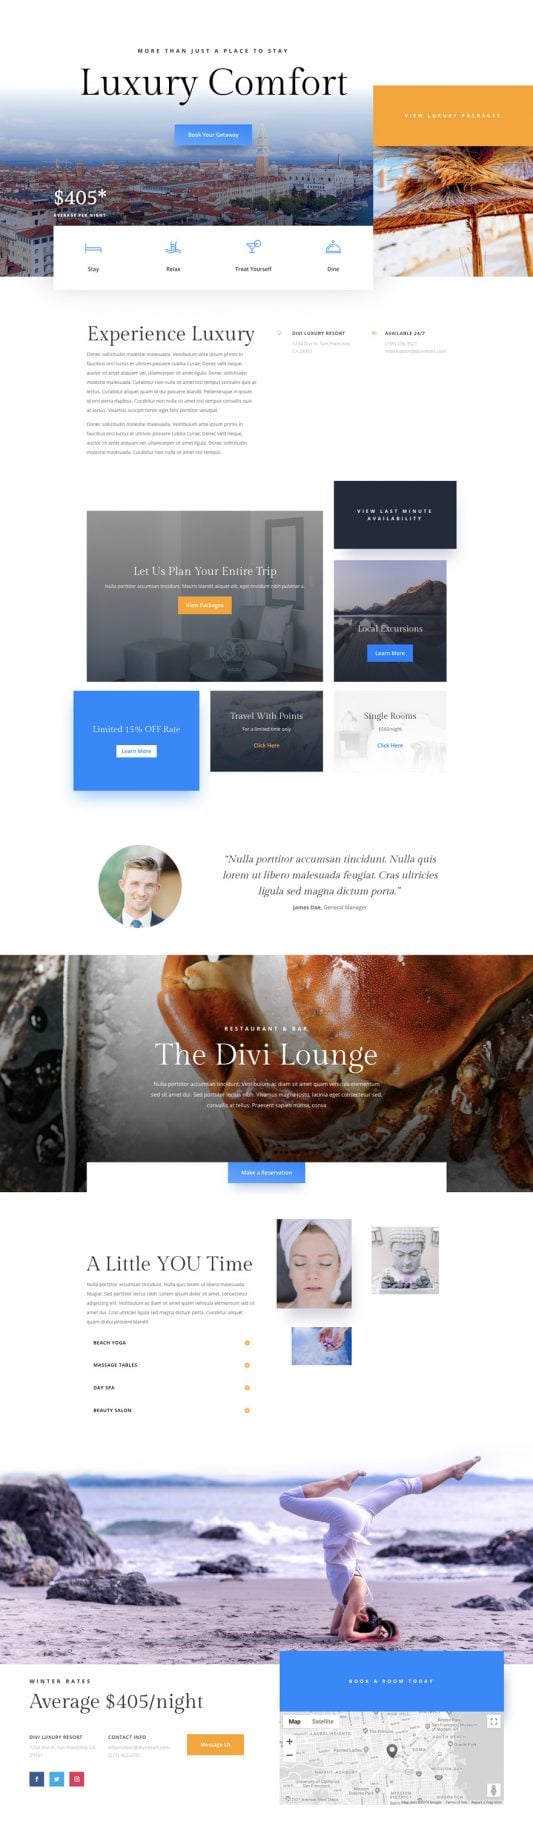 MORE THAN JUST A PLACE TO STAY
Luxury Comfort
VIEW LUXURY PACKAGES
Book Your Getaway
$405*
AVERAGE PER NIGHT
Stay
Relax
Treat Yourself
Dine
Experience Luxury
Donec sollicitudin molestie malesuada. Vestibulum ante ipsum primis in
faucibus orci luctus et ultrices posuere cubilia Curae; Donec velit neque,
auctor sit amet aliquam vel, ullamcorper sit amet ligula. Donec sollicitudin
molestie malesuada. Curabitur non nulla sit amet nisl tempus convallis quis ac
lectus. Curabitur aliquet quam id dui posuere blandit. Pellentesque in ipsum
id orci porta dapibus. Curabitur non nulla sit amet nisl tempus convallis quis
ac lectus. Vivamus suscipit tortor eget felis porttitor volutpat.
Donec sollicitudin molestie malesuada. Vestibulum ante ipsum primis in
faucibus orci luctus et ultrices posuere cubilia Curae; Donec velit neque,
auctor sit amet aliquam vel, ullamcorper sit amet ligula. Donec sollicitudin
molestie malesuada. Curabitur non nulla sit amet nisl tempus.
DIVI LUXURY RESORT
1234 Divi St. San Francisco,
CA 29351
AVAILABLE 24/7
(135) 236-3521
information@diviresort.com
VIEW LAST MINUTE
AVAILABILITY
Let Us Plan Your Entire Trip
Nulla porttitor accumsan tincidunt. Mauris blandit aliquet elit, eget tincidunt nibh pulvinar a.
View Packages
Local Excursions
Learn More
Limited 15% OFF Rate
Learn More
Travel With Points
For a limited time only
Click Here
Single Rooms
Click Here
“Nulla porttitor accumsan tincidunt. Nulla quis
lorem ut libero malesuada feugiat. Cras ultricies
ligula sed magna dictum porta.”
James Doe, General Manager
RESTAURANT & BAR
The Divi Lounge
Nulla porttitor accumsan tincidunt. Vestibulum ac diam sit amet quam vehicula elementum
sed sit amet dui. Sed porttitor lectus nibh. Vivamus magna justo, lacinia eget consectetur sed,
convallis at tellus. Praesent sapien massa, conva
Make a Reservation
A Little YOU Time
Nulla porttitor accumsan tincidunt. Nulla quis lorem ut libero malesuada
feugiat. Sed porttitor lectus nibh. Lorem ipsum dolor sit amet, consectetur
adipiscing elit. Vestibulum ac diam sit amet quam vehicula elementum sed sit
amet dui. Cras ultricies ligula sed magna dictum porta. Curabitur aliquet
quam id dui posuere blandit.
BEACH YOGA
MASSAGE TABLES
DAY SPA
BEAUTY SALON
WINTER RATES
Average $405/night
BOOK A ROOM TODAY
DIVI LUXURY RESORT
1234 Divi St. San Francisco, CA
29351
CONTACT INFO
information@diviresort.com
(221) 462-2351
Message Us
Map
Satellite